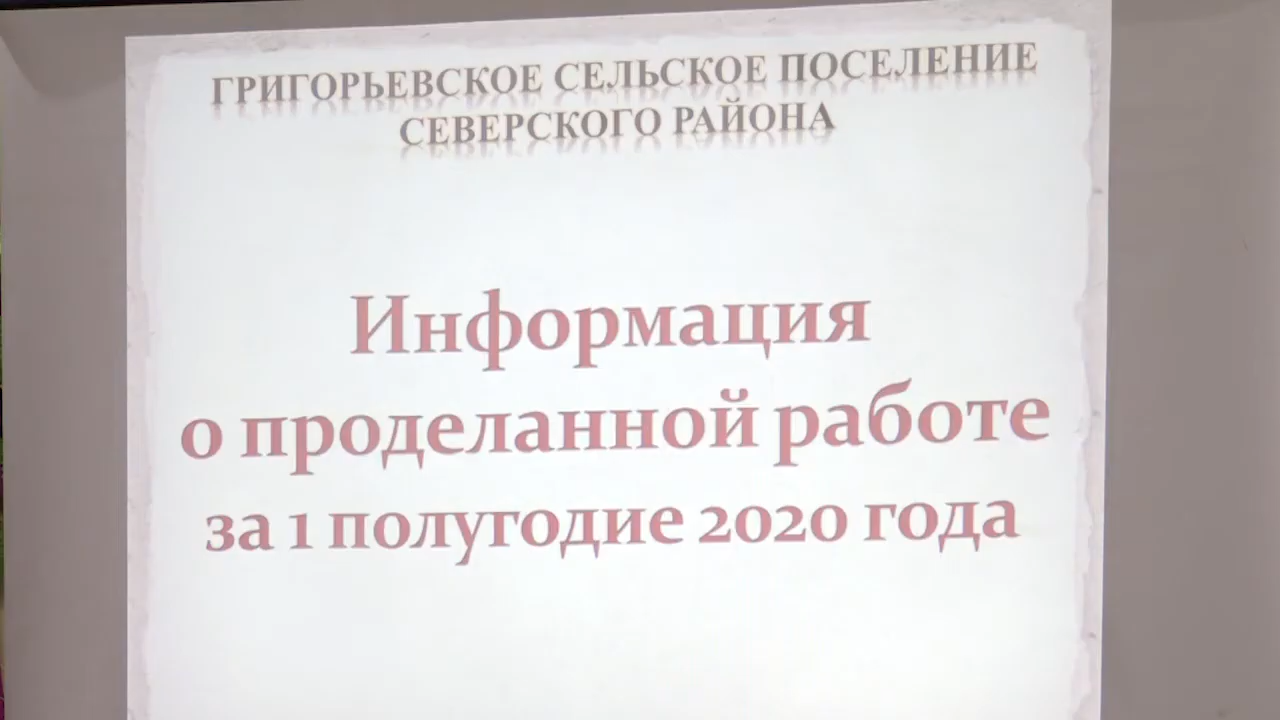 ГРИГОРЬЕВСКОЕ СЕЛЬСКОЕ ПОСЕЛЕНИЕ
СЕВЕРСКОГО РАЙОНА
Информация
о проделанной работе
за 1 полугодие 2020 года